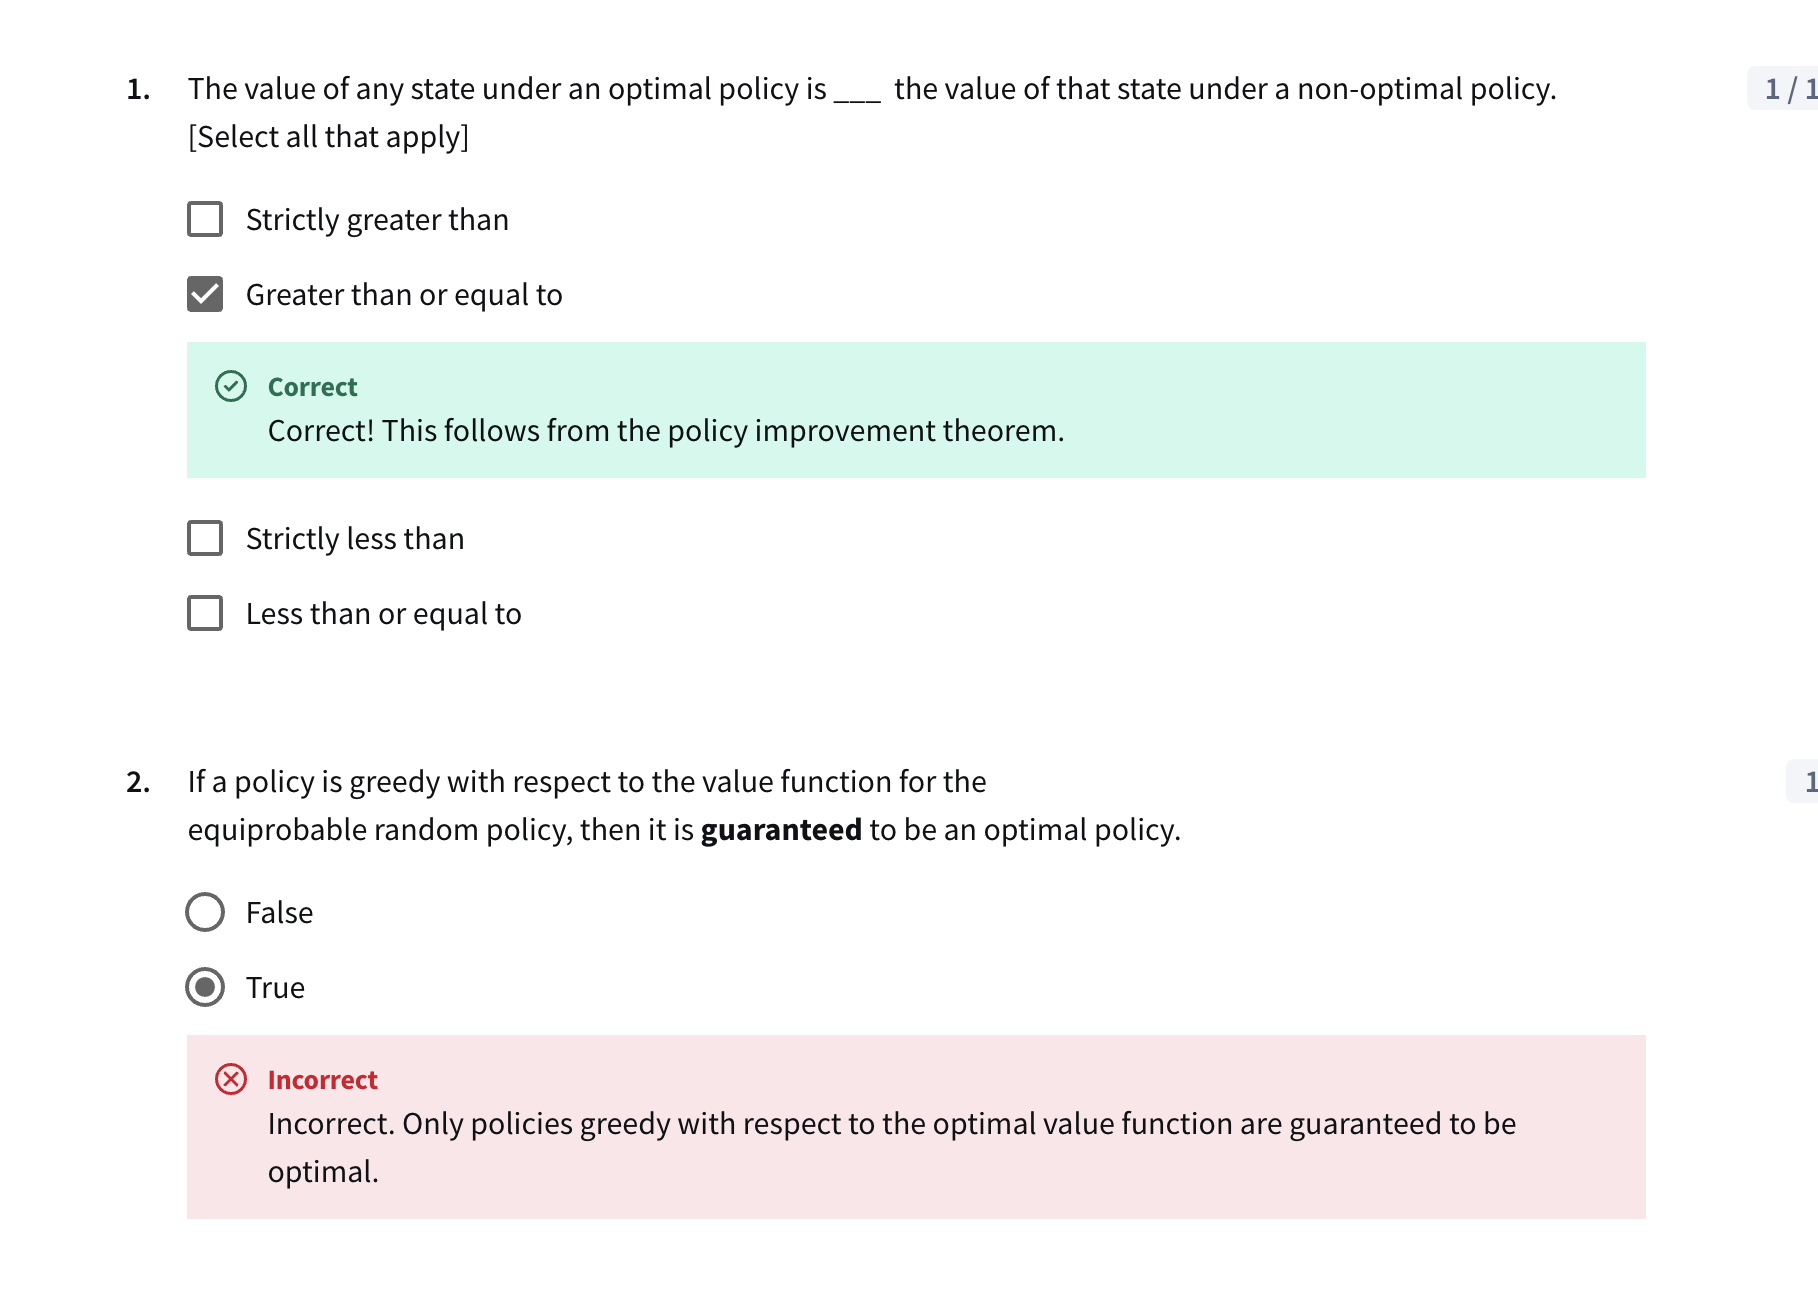 1. The value of any state under an optimal policy is ___ the value of that state under a non-optimal policy. 1 / 1
[Select all that apply]
Strictly greater than
Greater than or equal to
Correct
Correct! This follows from the policy improvement theorem.
Strictly less than
Less than or equal to
2. If a policy is greedy with respect to the value function for the 1
equiprobable random policy, then it is guaranteed to be an optimal policy.
False
True
Incorrect
Incorrect. Only policies greedy with respect to the optimal value function are guaranteed to be
optimal.